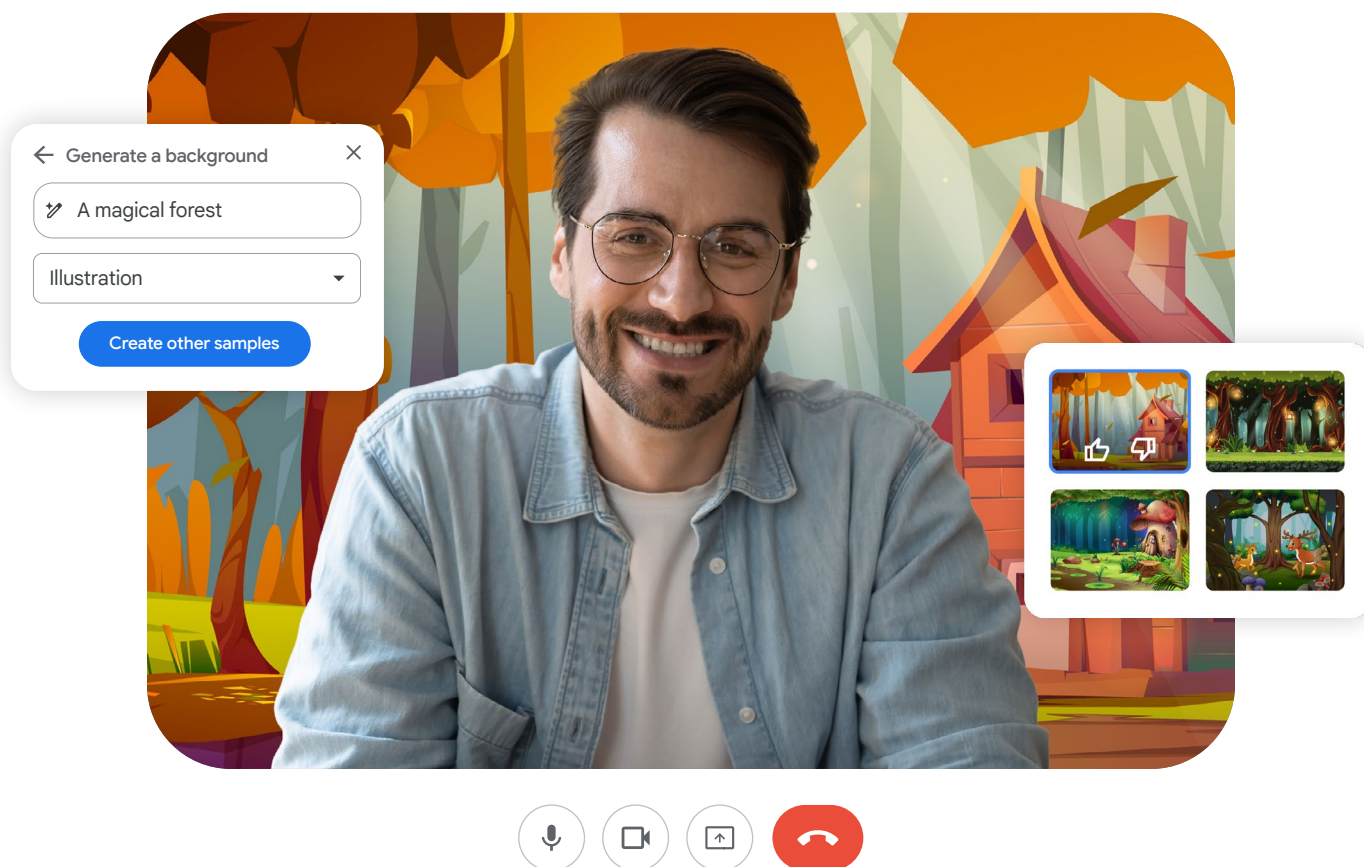 Generate a background
A magical forest
Illustration
Create other samples